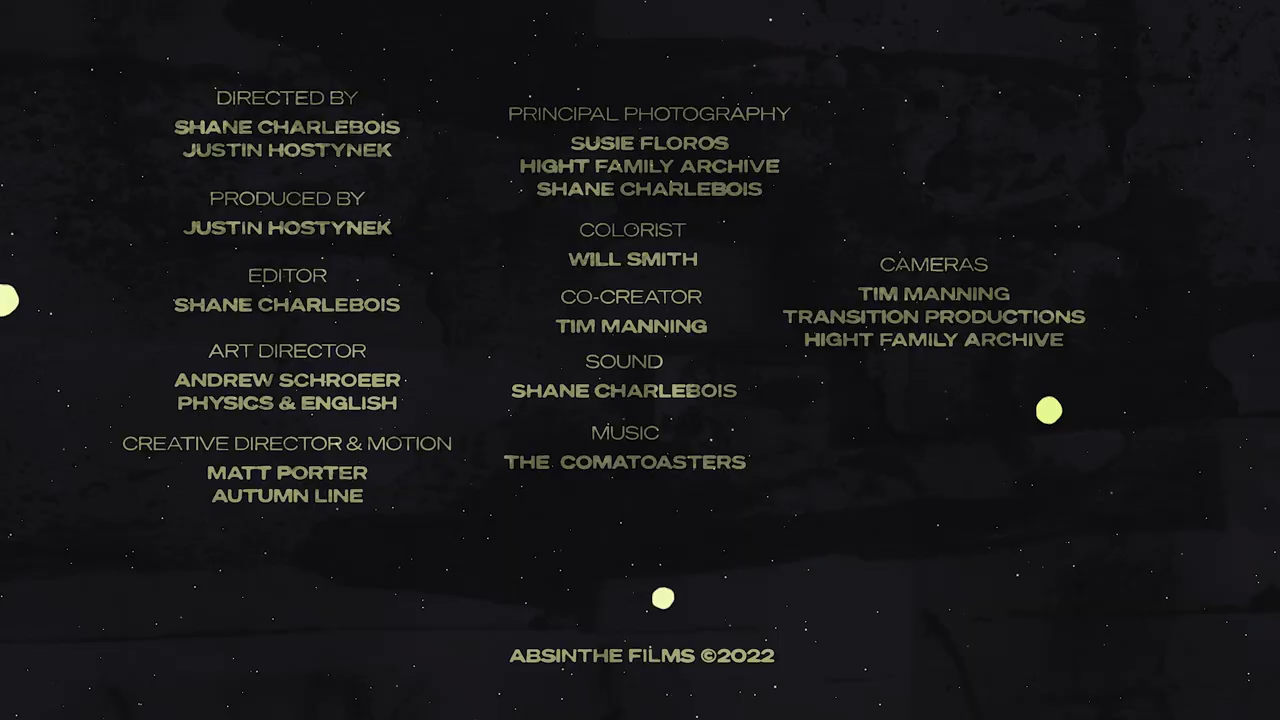 DIRECTED BY
SHANE CHARLEBOIS
JUSTIN HOSTYNEK
PRODUCED BY
JUSTIN HOSTYNEK
EDITOR
SHANE CHARLEBOIS
ART DIRECTOR
ANDREW SCHROEER
PHYSICS & ENGLISH
CREATIVE DIRECTOR & MOTION
MATT PORTER
AUTUMN LINE
PRINCIPAL PHOTOGRAPHY
SUSIE FLOROS
HIGHT FAMILY ARCHIVE
SHANE CHARLEBOIS
COLORIST
WILL SMITH
CO-CREATOR
TIM MANNING
SOUND
SHANE CHARLEBOIS
MUSIC
THE COMATOASTERS
CAMERAS
TIM MANNING
TRANSITION PRODUCTIONS
HIGHT FAMILY ARCHIVE
ABSINTHE FILMS ©2022